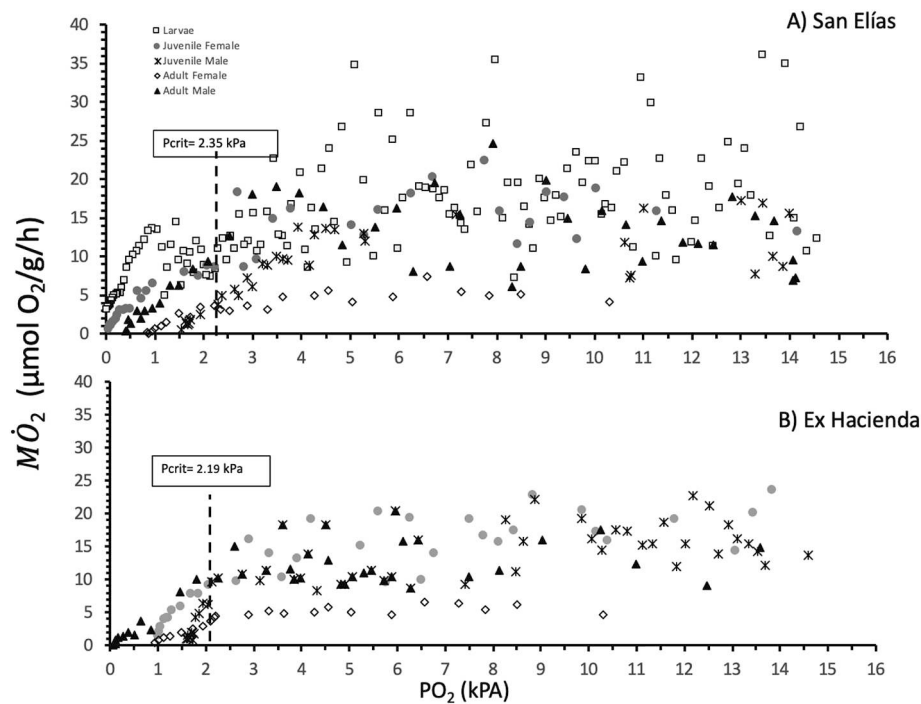 A) San Elías
40
35
30
25
20
15
10
5
0
Larvae
Juvenile Female
Juvenile Male
Adult Female
Adult Male
Pcrit= 2.35 kPa
0 1 2 3 4 5 6 7 8 9 10 11 12 13 14 15 16
ṀO₂ (µmol O₂/g/h)
B) Ex Hacienda
40
35
30
25
20
15
10
5
0
Pcrit= 2.19 kPa
0 1 2 3 4 5 6 7 8 9 10 11 12 13 14 15 16
PO₂ (kPA)